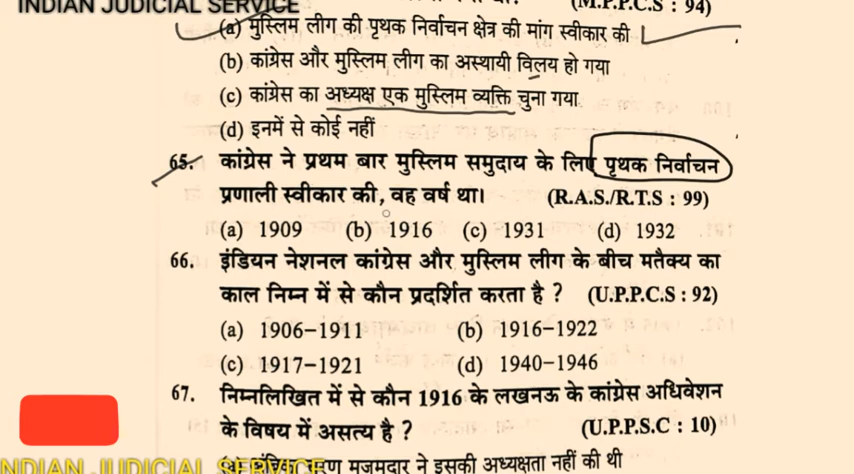 INDIAN JUDICIAL SERVICE
(M.P.P.C.S : 94)
(a) मुस्लिम लीग की पृथक निर्वाचन क्षेत्र की मांग स्वीकार की
(b) कांग्रेस और मुस्लिम लीग का अस्थायी विलय हो गया
(c) कांग्रेस का अध्यक्ष एक मुस्लिम व्यक्ति चुना गया
(d) इनमें से कोई नहीं
65. कांग्रेस ने प्रथम बार मुस्लिम समुदाय के लिए पृथक निर्वाचन
प्रणाली स्वीकार की, वह वर्ष था। (R.A.S./R.T.S : 99)
(a) 1909 (b) 1916 (c) 1931 (d) 1932
66. इंडियन नेशनल कांग्रेस और मुस्लिम लीग के बीच मतैक्य का
काल निम्न में से कौन प्रदर्शित करता है ? (U.P.P.C.S : 92)
(a) 1906–1911 (b) 1916–1922
(c) 1917–1921 (d) 1940–1946
67. निम्नलिखित में से कौन 1916 के लखनऊ के कांग्रेस अधिवेशन
के विषय में असत्य है ? (U.P.P.S.C : 10)
मजूमदार ने इसकी अध्यक्षता नहीं की थी
INDIAN JUDICIAL SERVICE